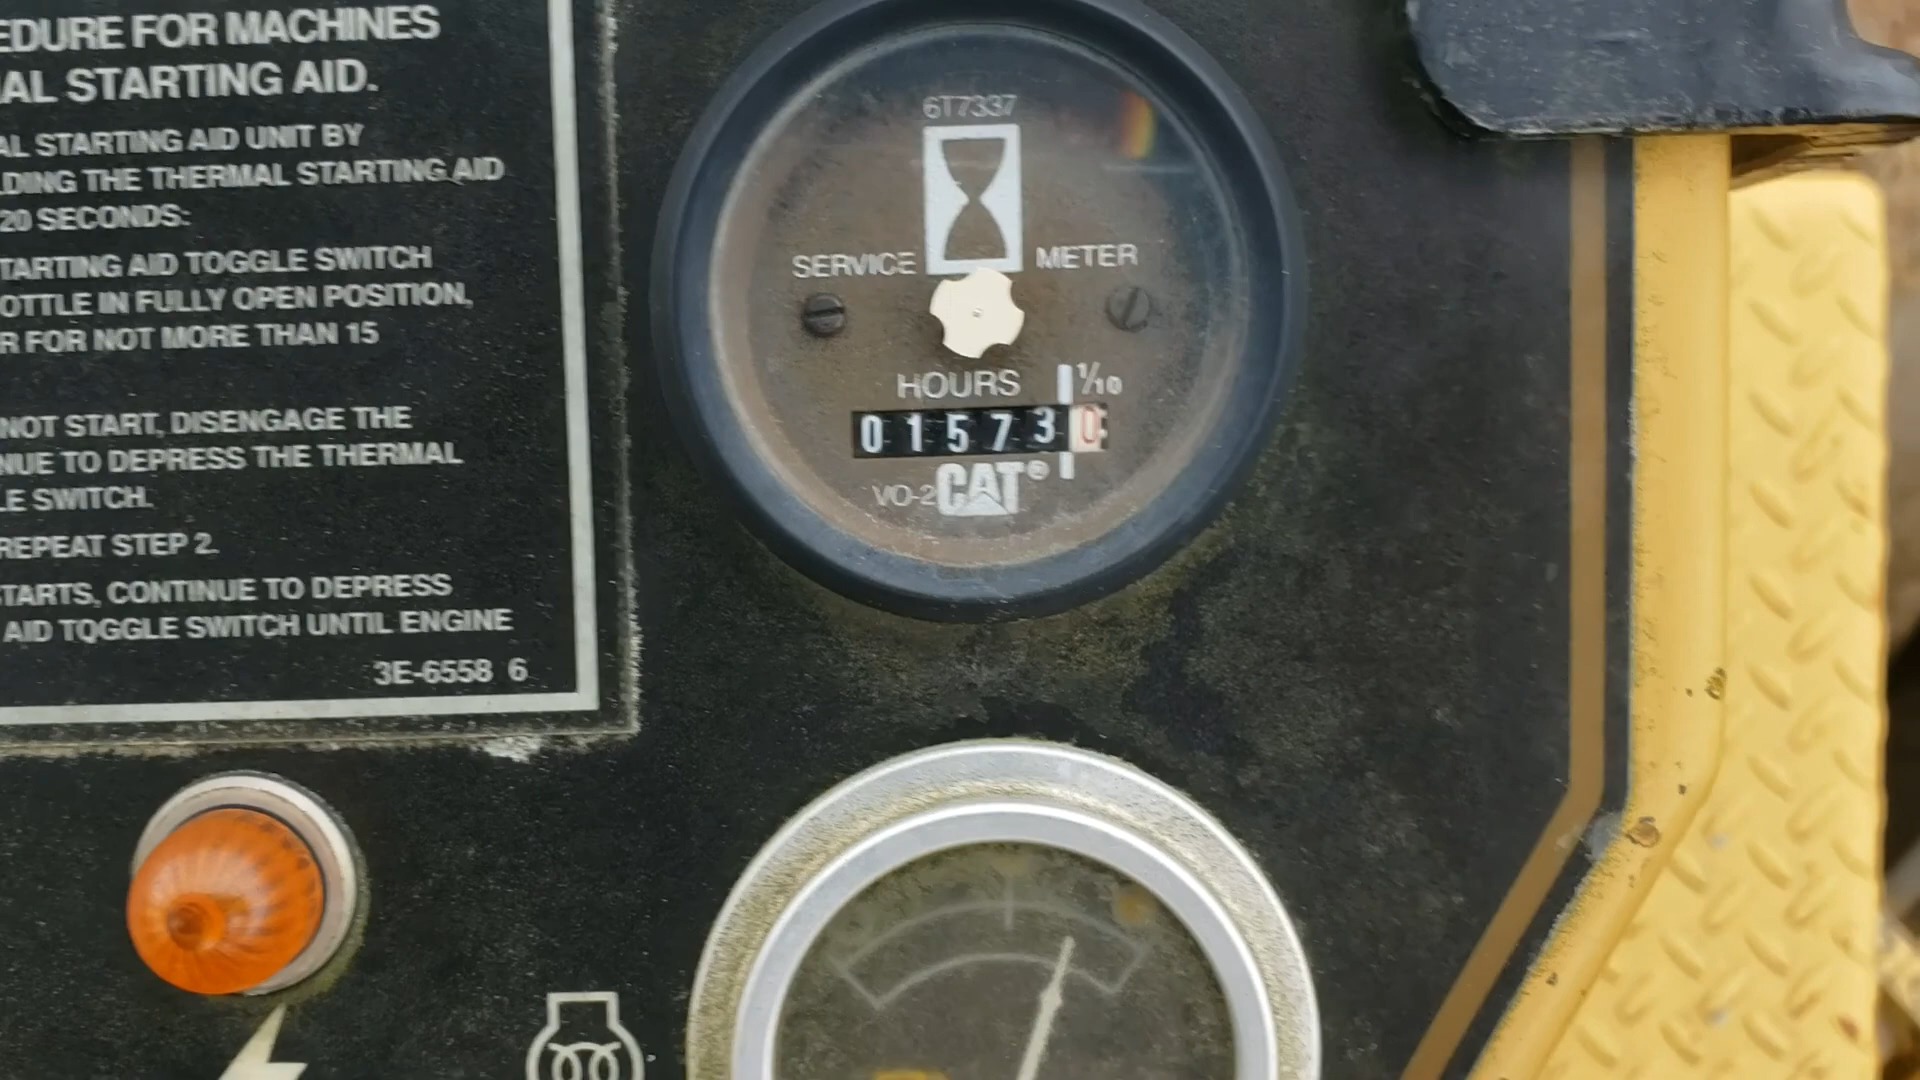 EDURE FOR MACHINES
AL STARTING AID.
AL STARTING AID UNIT BY
LDING THE THERMAL STARTING AID
20 SECONDS:
TARTING AID TOGGLE SWITCH
OTTLE IN FULLY OPEN POSITION,
R FOR NOT MORE THAN 15
NOT START, DISENGAGE THE
NUE TO DEPRESS THE THERMAL
LE SWITCH.
REPEAT STEP 2.
STARTS, CONTINUE TO DEPRESS
AID TOGGLE SWITCH UNTIL ENGINE
3E-6558 6
6T7337
SERVICE METER
HOURS 1/10
015730
VO-2 CAT®